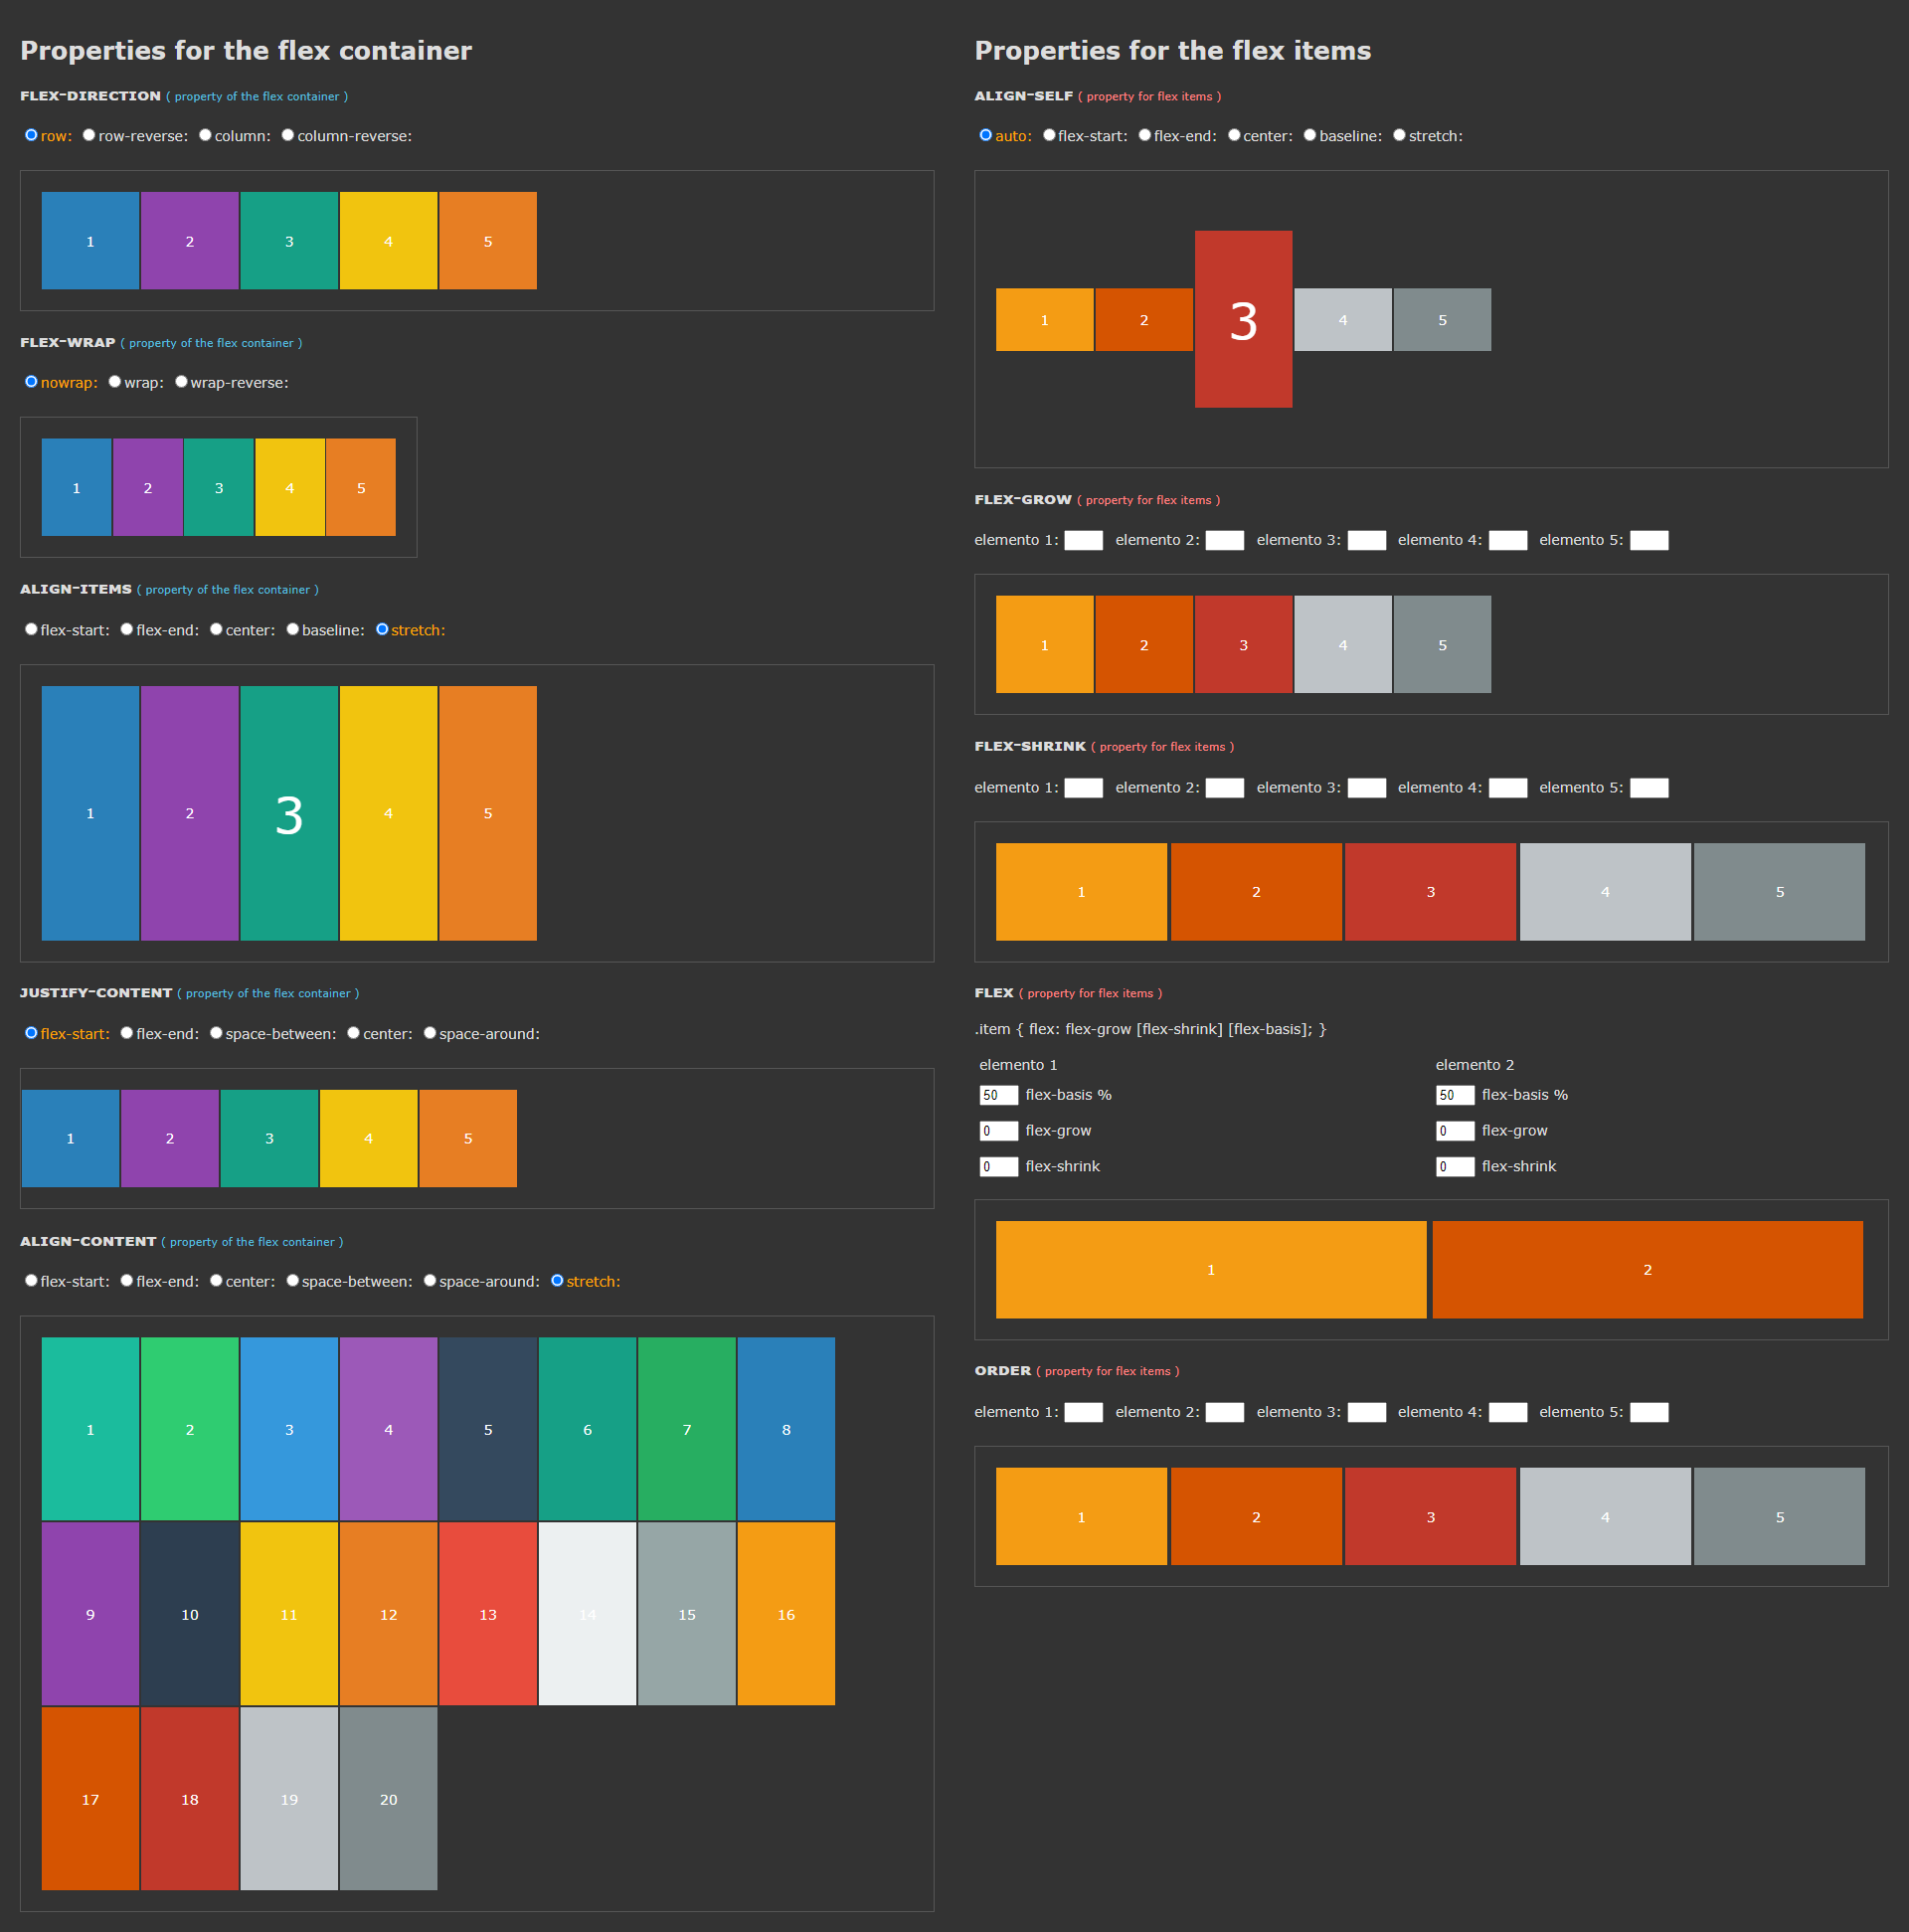 Properties for the flex container
FLEX-DIRECTION ( property of the flex container )
row: row-reverse: column: column-reverse:
1 2 3 4 5
FLEX-WRAP ( property of the flex container )
nowrap: wrap: wrap-reverse:
1 2 3 4 5
ALIGN-ITEMS ( property of the flex container )
flex-start: flex-end: center: baseline: stretch:
1 2 3 4 5
JUSTIFY-CONTENT ( property of the flex container )
flex-start: flex-end: space-between: center: space-around:
1 2 3 4 5
ALIGN-CONTENT ( property of the flex container )
flex-start: flex-end: center: space-between: space-around: stretch:
1 2 3 4 5 6 7 8
9 10 11 12 13 14 15 16
17 18 19 20
Properties for the flex items
ALIGN-SELF ( property for flex items )
auto: flex-start: flex-end: center: baseline: stretch:
1 2 3 4 5
FLEX-GROW ( property for flex items )
elemento 1: elemento 2: elemento 3: elemento 4: elemento 5:
1 2 3 4 5
FLEX-SHRINK ( property for flex items )
elemento 1: elemento 2: elemento 3: elemento 4: elemento 5:
1 2 3 4 5
FLEX ( property for flex items )
.item { flex: flex-grow [flex-shrink] [flex-basis]; }
elemento 1 elemento 2
50 flex-basis % 50 flex-basis %
0 flex-grow 0 flex-grow
0 flex-shrink 0 flex-shrink
1 2
ORDER ( property for flex items )
elemento 1: elemento 2: elemento 3: elemento 4: elemento 5:
1 2 3 4 5